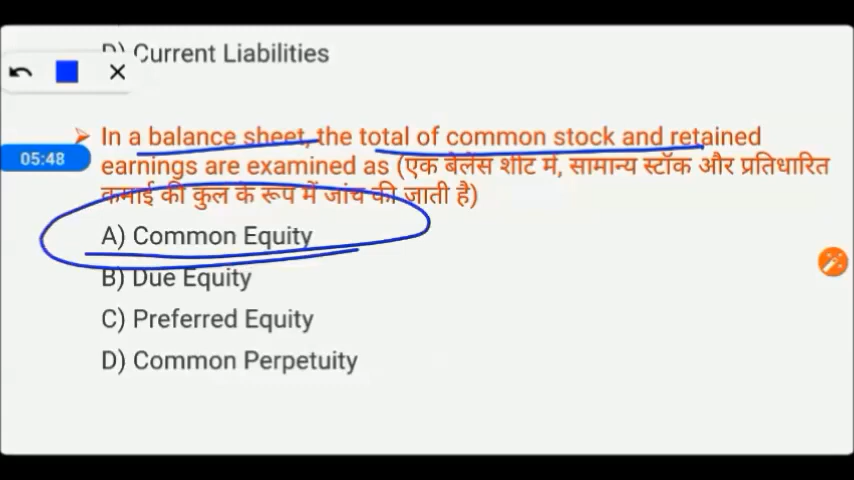 D) Current Liabilities
In a balance sheet, the total of common stock and retained
05:48
earnings are examined as (एक बैलेंस शीट में, सामान्य स्टॉक और प्रतिधारित
कमाई की कुल के रूप में जांच की जाती है)
A) Common Equity
B) Due Equity
C) Preferred Equity
D) Common Perpetuity